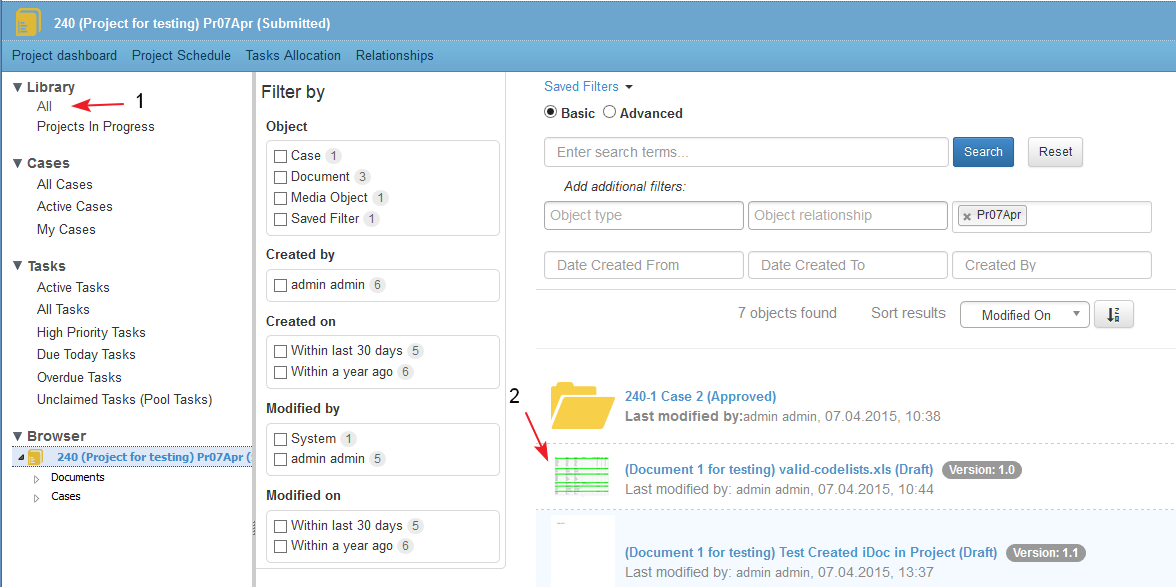 240 (Project for testing) Pr07Apr (Submitted)
Project dashboard Project Schedule Tasks Allocation Relationships
Library
All
1
Projects In Progress
Cases
All Cases
Active Cases
My Cases
Tasks
Active Tasks
All Tasks
High Priority Tasks
Due Today Tasks
Overdue Tasks
Unclaimed Tasks (Pool Tasks)
Browser
240 (Project for testing) Pr07Apr (
Documents
Cases
Filter by
Object
Case 1
Document 3
Media Object 1
Saved Filter 1
Created by
admin admin 6
Created on
Within last 30 days 5
Within a year ago 6
Modified by
System 1
admin admin 5
Modified on
Within last 30 days 5
Within a year ago 6
Saved Filters
Basic Advanced
Enter search terms... Search Reset
Add additional filters:
Object type Object relationship Pr07Apr
Date Created From Date Created To Created By
7 objects found Sort results Modified On
240-1 Case 2 (Approved)
Last modified by:admin admin, 07.04.2015, 10:38
2
(Document 1 for testing) valid-codelists.xls (Draft) Version: 1.0
Last modified by: admin admin, 07.04.2015, 10:44
(Document 1 for testing) Test Created iDoc in Project (Draft) Version: 1.1
Last modified by: admin admin, 07.04.2015, 13:37